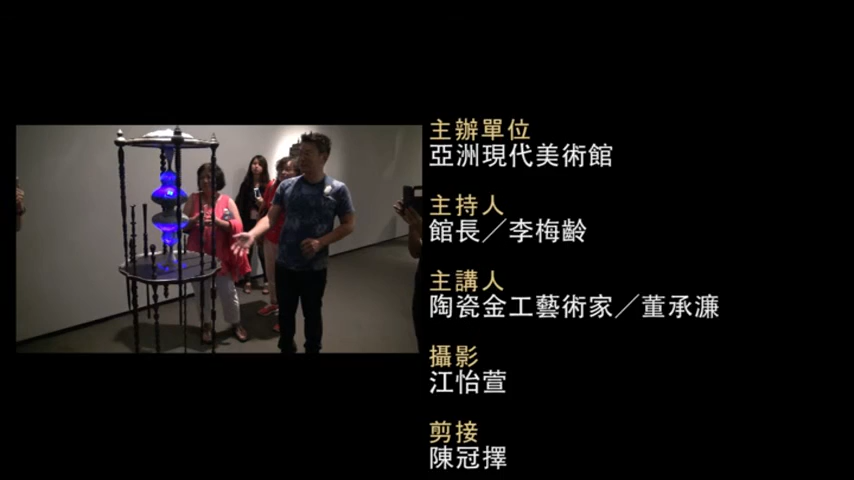 主辦單位
亞洲現代美術館
主持人
館長／李梅齡
主講人
陶瓷金工藝術家／董承濂
攝影
江怡萱
剪接
陳冠擇